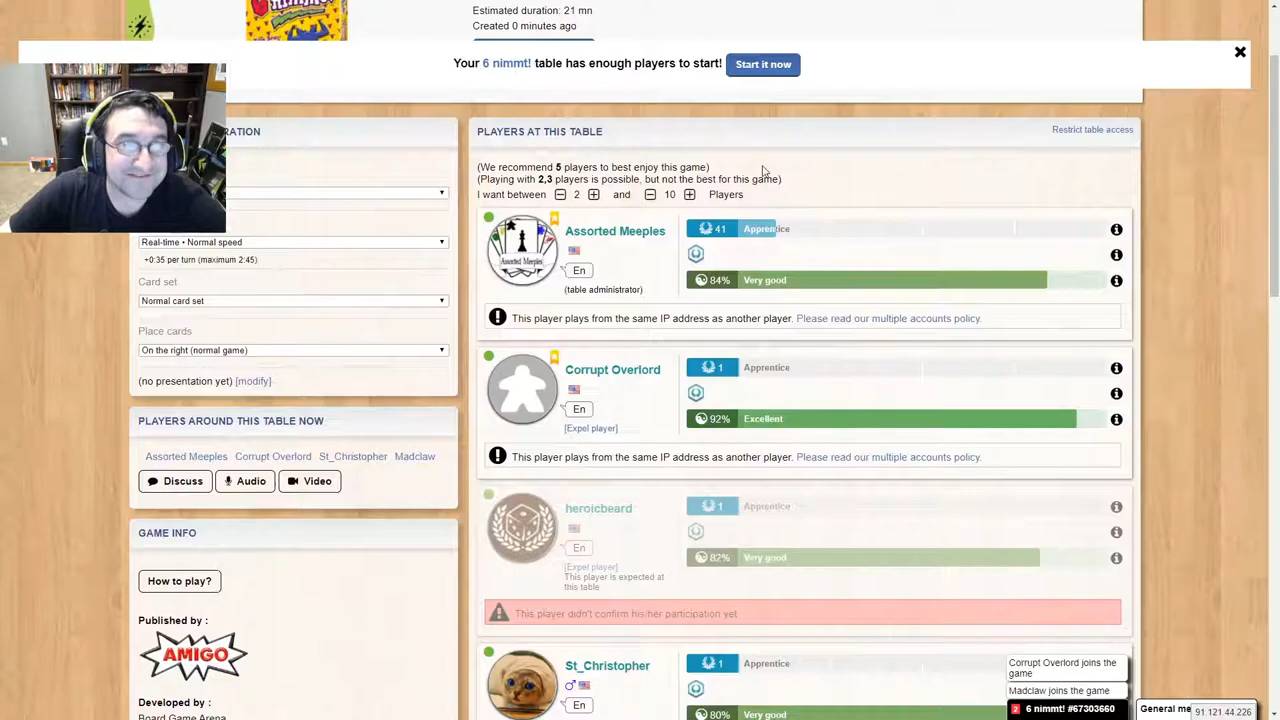 Estimated duration: 21 mn
Created 0 minutes ago
Your 6 nimmt! table has enough players to start! Start it now
RATION
Real-time • Normal speed
+0:35 per turn (maximum 2:45)
Card set
Normal card set
Place cards
On the right (normal game)
(no presentation yet) [modify]
PLAYERS AROUND THIS TABLE NOW
Assorted Meeples Corrupt Overlord St_Christopher Madclaw
Discuss Audio Video
GAME INFO
How to play?
Published by :
AMIGO
Developed by :
Board Game Arena
PLAYERS AT THIS TABLE
Restrict table access
(We recommend 5 players to best enjoy this game)
(Playing with 2,3 players is possible, but not the best for this game)
I want between 2 and 10 Players
Assorted Meeples
Assorted Meeples
En
(table administrator)
41 Apprentice
84% Very good
This player plays from the same IP address as another player. Please read our multiple accounts policy.
Corrupt Overlord
En
[Expel player]
1 Apprentice
92% Excellent
This player plays from the same IP address as another player. Please read our multiple accounts policy.
heroicbeard
En
[Expel player]
This player is expected at
this table
1 Apprentice
82% Very good
This player didn't confirm his/her participation yet
St_Christopher
En
1 Apprentice
80% Very good
Corrupt Overlord joins the
game
Madclaw joins the game
2 6 nimmt! #67303660
General me
91.121.44.226